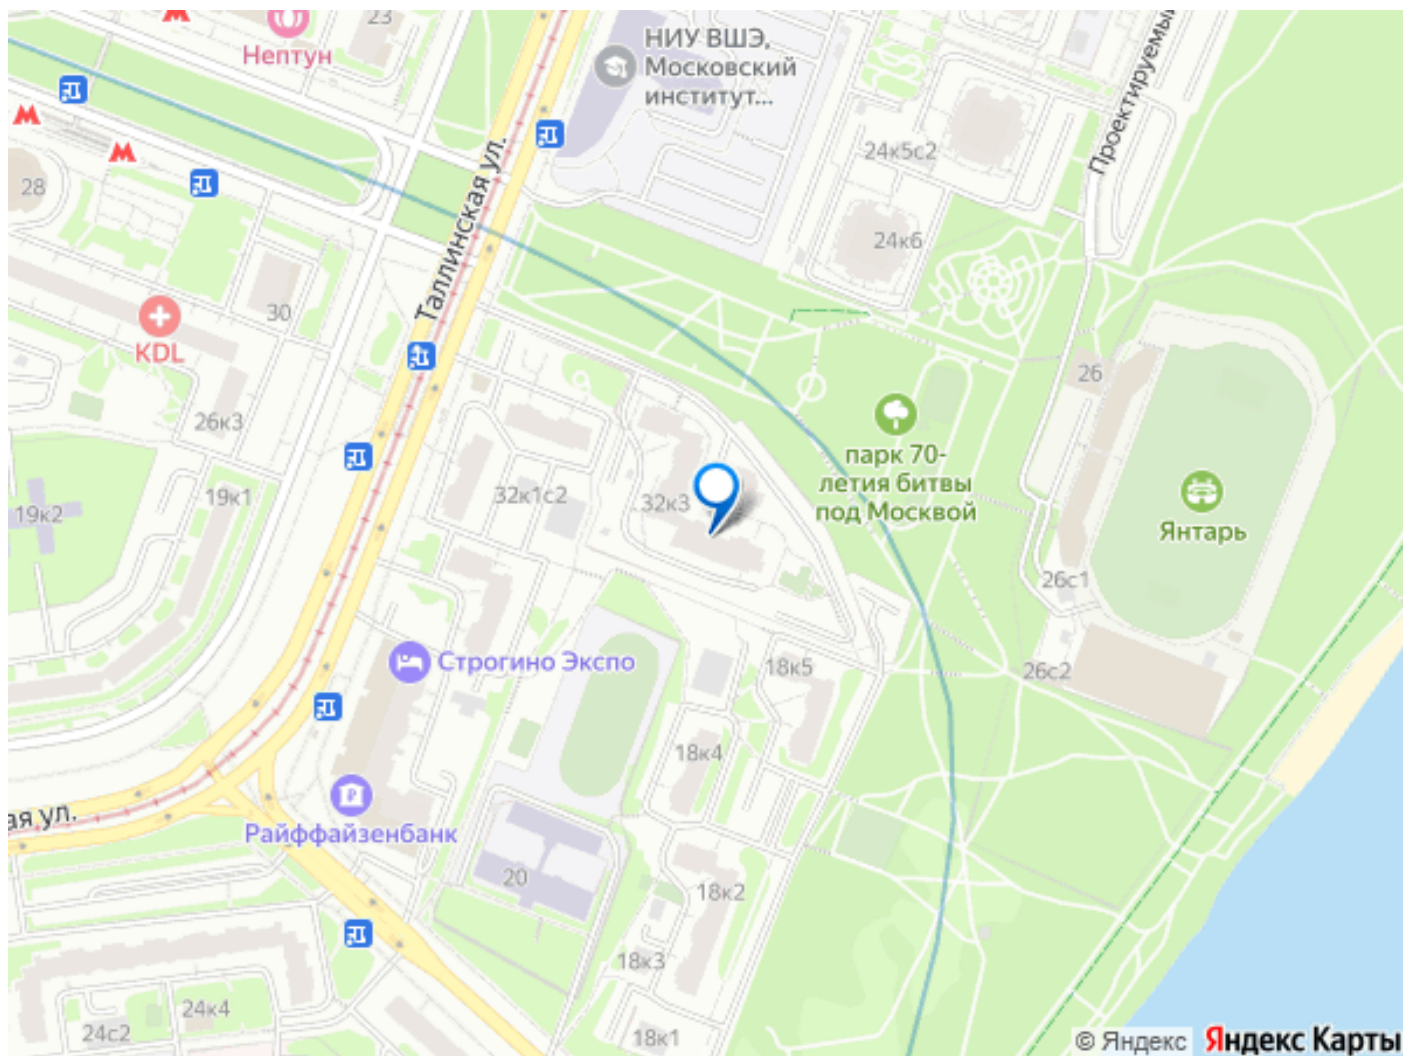 23
Нептун
НИУ ВШЭ,
Московский
институт...
Проектируемый
24к5с2
28
Таллинская ул.
24к6
30
KDL
26
26к3
парк 70-
летия битвы
под Москвой
19к1
19к2
32к1с2
32к3
Янтарь
26с1
Строгино Экспо
18к5
26с2
18к4
ая ул.
Райффайзенбанк
20
18к2
18к3
24к4
24с2
18к1
© Яндекс Яндекс Карты